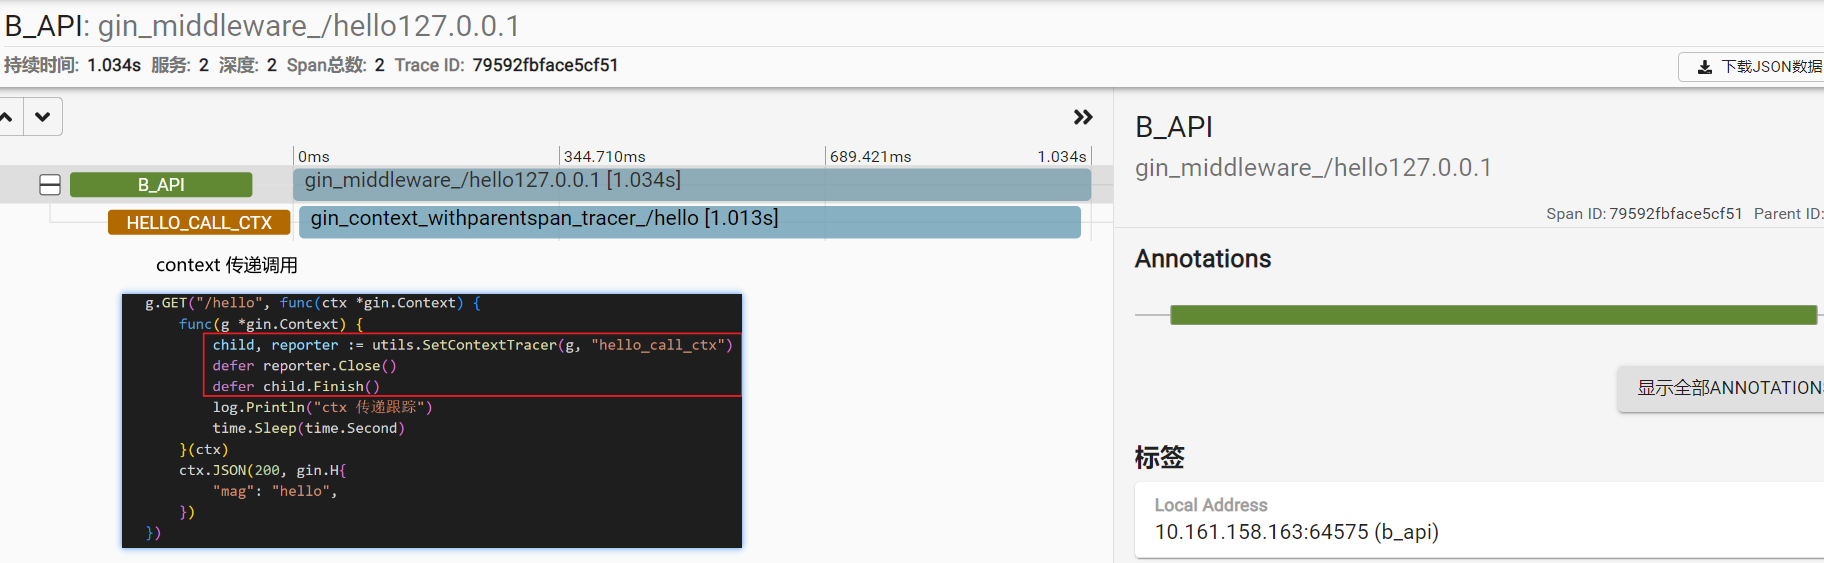 B_API: gin_middleware_/hello127.0.0.1
持续时间: 1.034s 服务: 2 深度: 2 Span总数: 2 Trace ID: 79592fbface5cf51
下载JSON数据
0ms 344.710ms 689.421ms 1.034s
B_API gin_middleware_/hello127.0.0.1 [1.034s]
HELLO_CALL_CTX gin_context_withparentspan_tracer_/hello [1.013s]
context 传递调用
g.GET("/hello", func(ctx *gin.Context) {
func(g *gin.Context) {
child, reporter := utils.SetContextTracer(g, "hello_call_ctx")
defer reporter.Close()
defer child.Finish()
log.Println("ctx 传递跟踪")
time.Sleep(time.Second)
}(ctx)
ctx.JSON(200, gin.H{
"mag": "hello",
})
})
B_API
gin_middleware_/hello127.0.0.1
Span ID: 79592fbface5cf51 Parent ID:
Annotations
显示全部ANNOTATIONS
标签
Local Address
10.161.158.163:64575 (b_api)